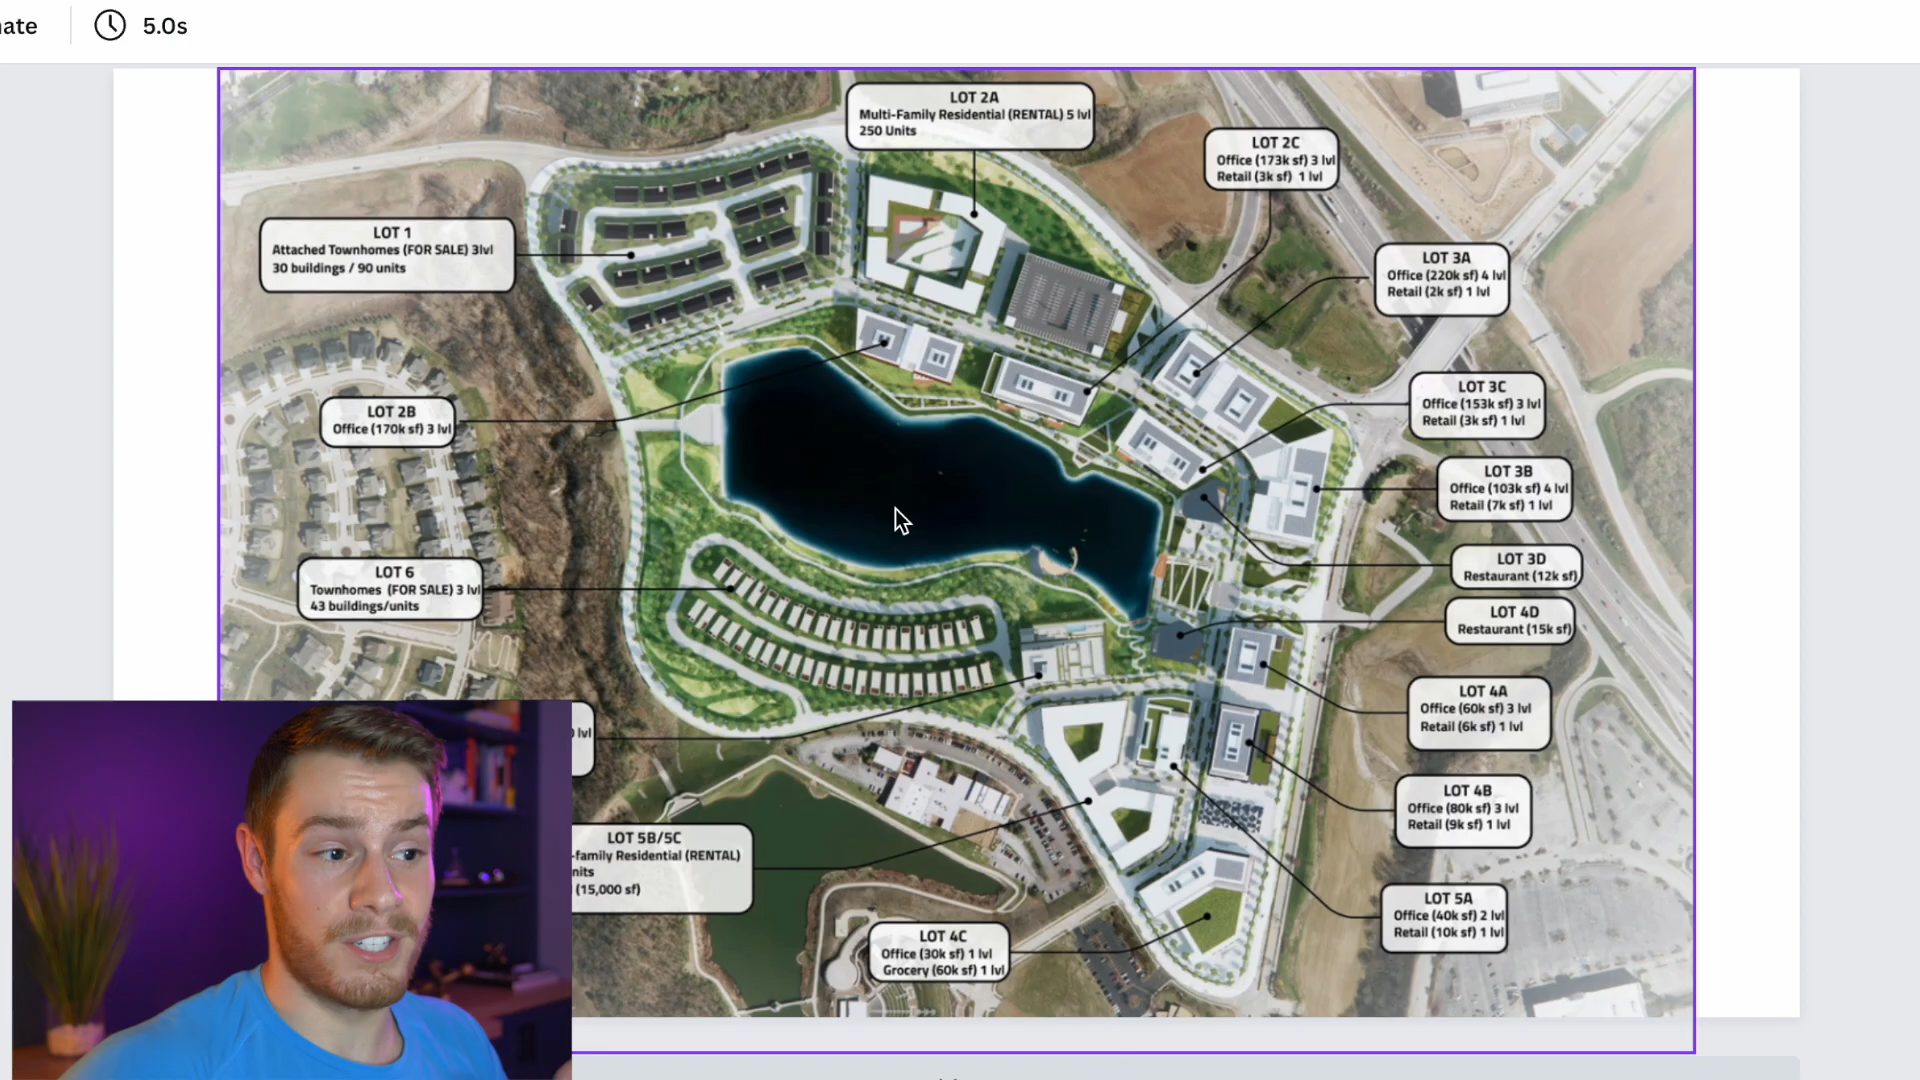 ate
5.0s
LOT 2A
Multi-Family Residential (RENTAL) 5 lvl
250 Units
LOT 2C
Office (173k sf) 3 lvl
Retail (3k sf) 1 lvl
LOT 1
Attached Townhomes (FOR SALE) 3lvl
30 buildings / 90 units
LOT 3A
Office (220k sf) 4 lvl
Retail (2k sf) 1 lvl
LOT 3C
Office (153k sf) 3 lvl
Retail (3k sf) 1 lvl
LOT 2B
Office (170k sf) 3 lvl
LOT 3B
Office (103k sf) 4 lvl
Retail (7k sf) 1 lvl
LOT 3D
Restaurant (12k sf)
LOT 6
Townhomes (FOR SALE) 3 lvl
43 buildings/units
LOT 4D
Restaurant (15k sf)
LOT 4A
Office (60k sf) 3 lvl
Retail (6k sf) 1 lvl
lvl
LOT 4B
Office (80k sf) 3 lvl
Retail (9k sf) 1 lvl
LOT 5B/5C
-family Residential (RENTAL)
nits
(15,000 sf)
LOT 5A
Office (40k sf) 2 lvl
Retail (10k sf) 1 lvl
LOT 4C
Office (30k sf) 1 lvl
Grocery (60k sf) 1 lvl